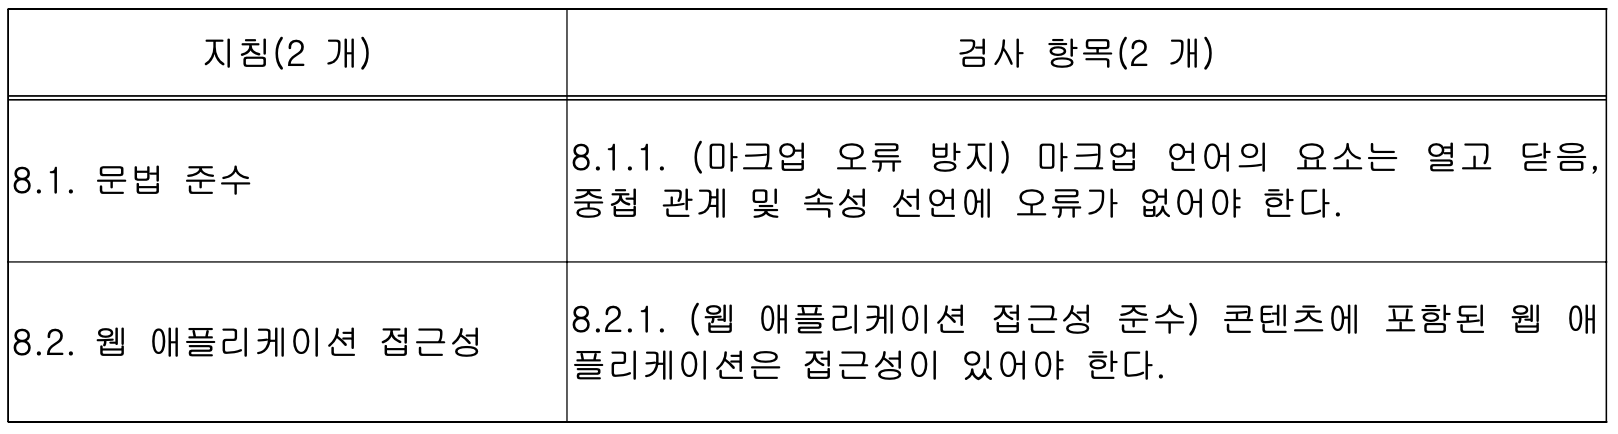 지침(2 개)
검사 항목(2 개)
8.1. 문법 준수
8.1.1. (마크업 오류 방지) 마크업 언어의 요소는 열고 닫음,
중첩 관계 및 속성 선언에 오류가 없어야 한다.
8.2. 웹 애플리케이션 접근성
8.2.1. (웹 애플리케이션 접근성 준수) 콘텐츠에 포함된 웹 애
플리케이션은 접근성이 있어야 한다.